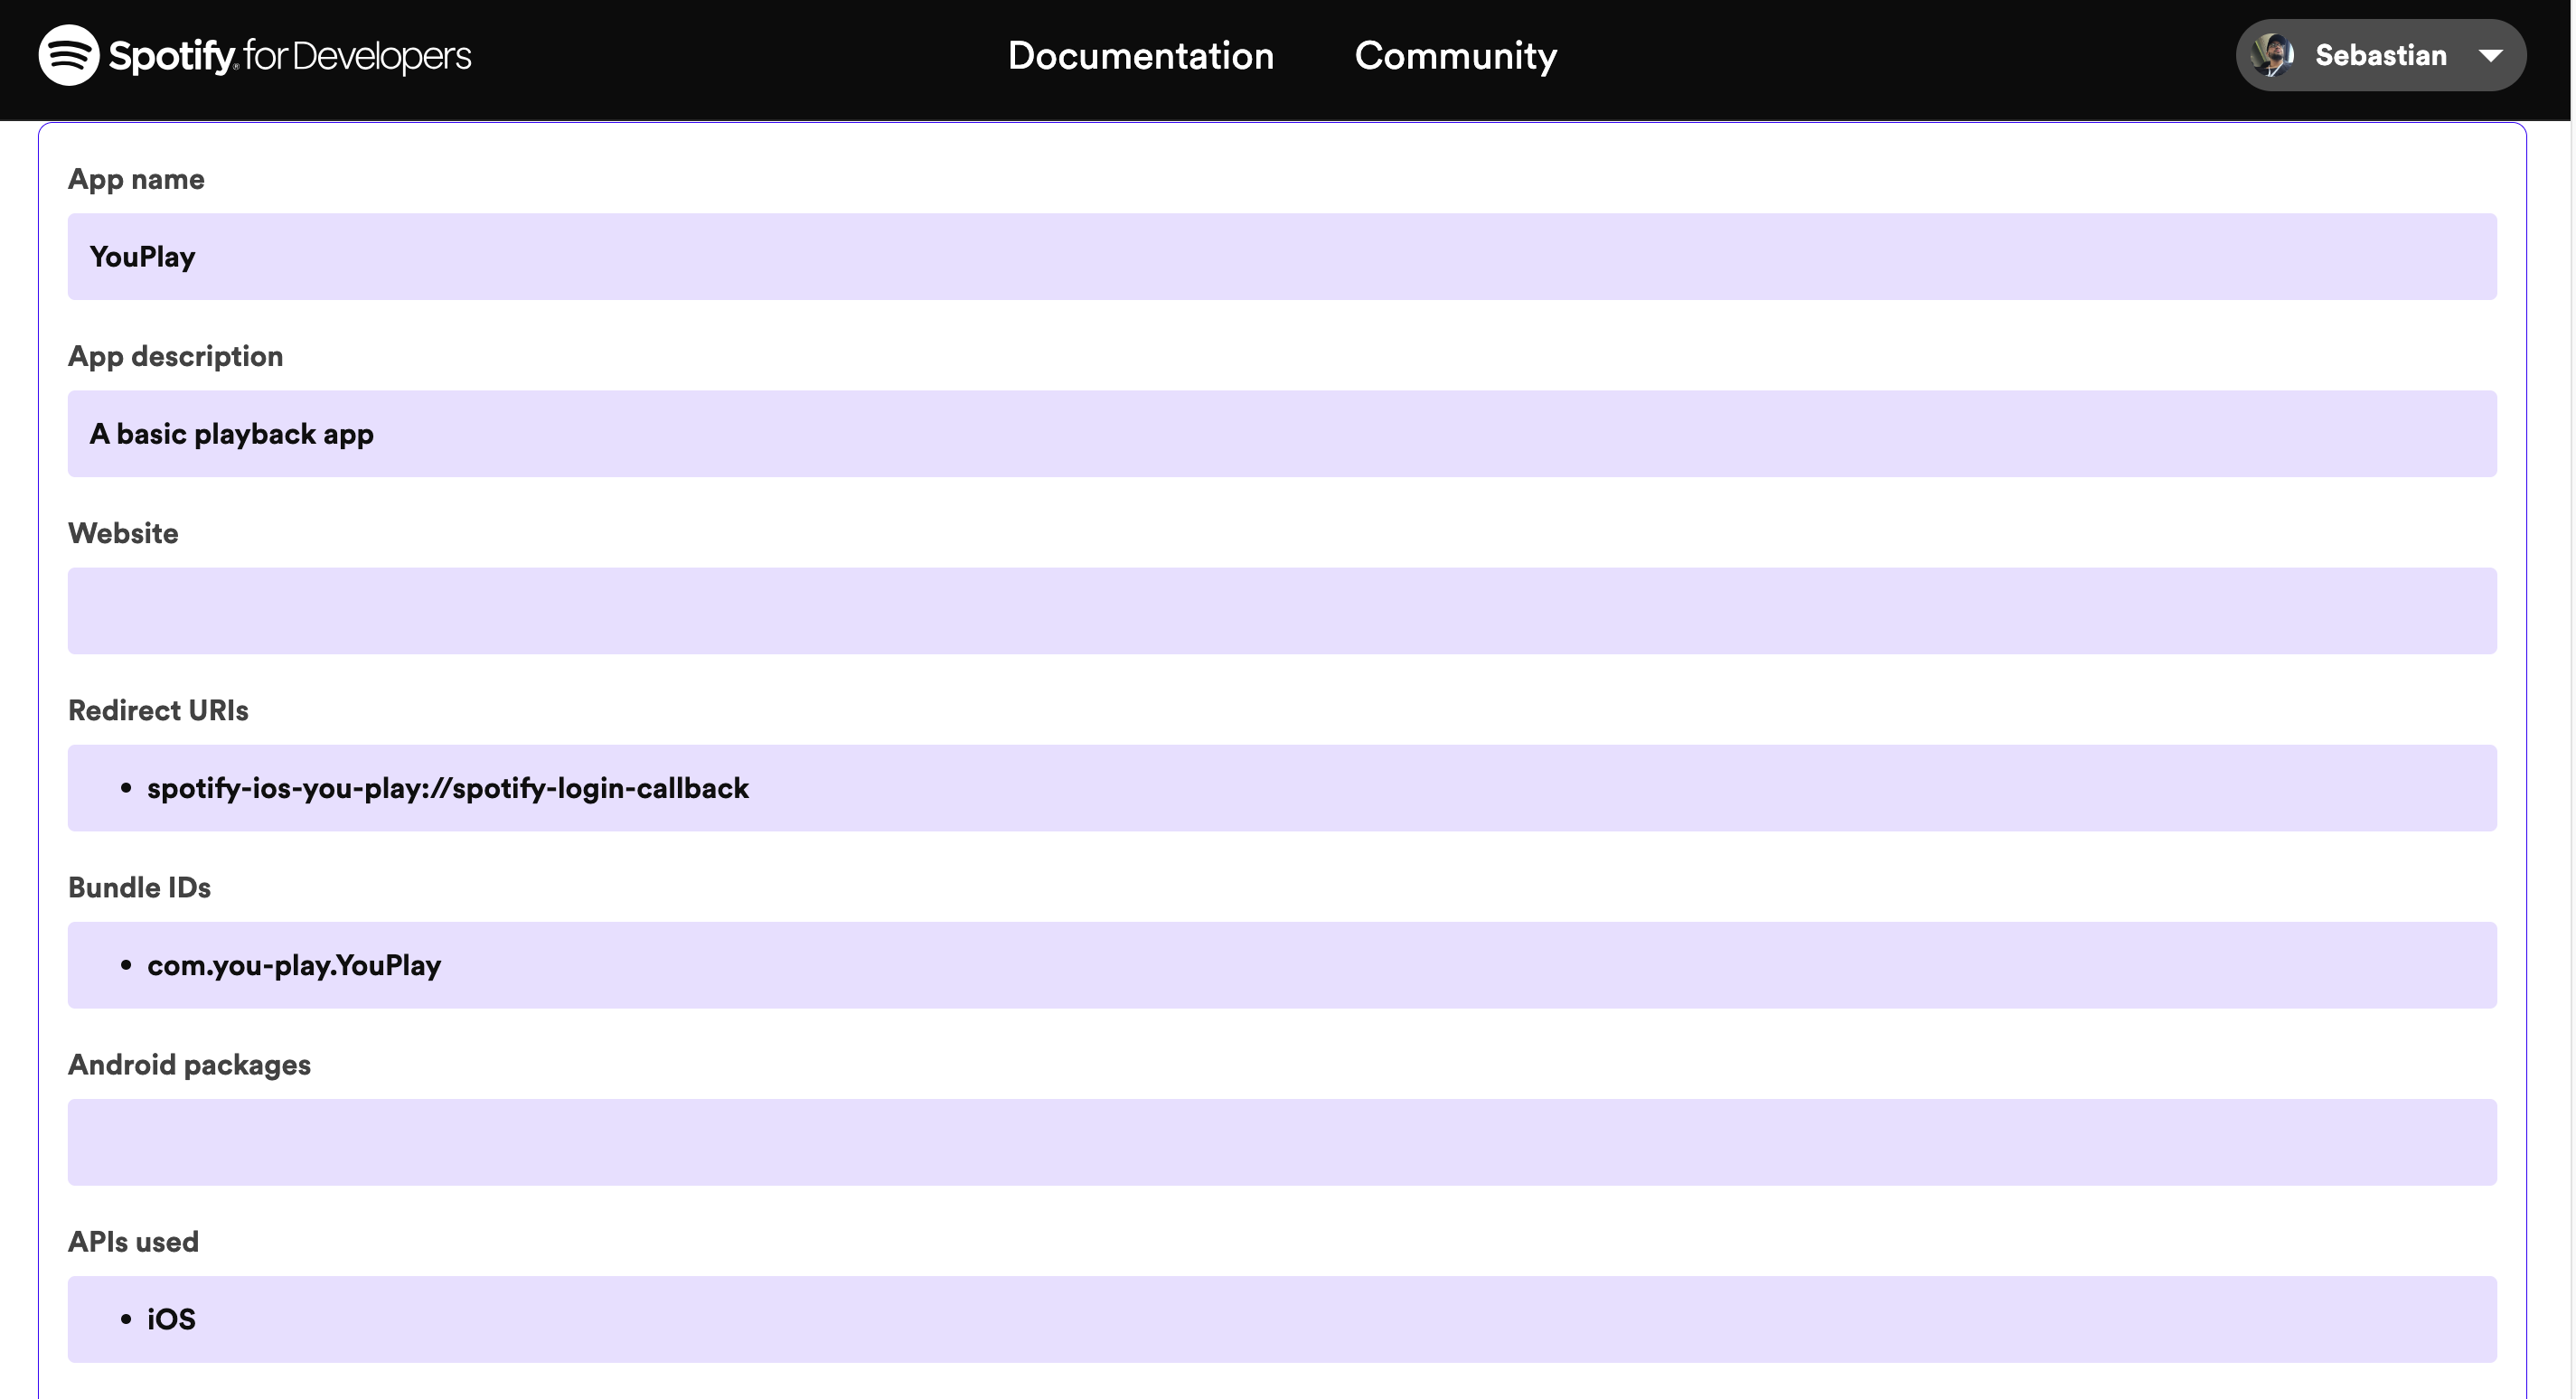 Spotify® for Developers
Documentation
Community
Sebastian
App name
YouPlay
App description
A basic playback app
Website
Redirect URIs
• spotify-ios-you-play://spotify-login-callback
Bundle IDs
• com.you-play.YouPlay
Android packages
APIs used
• iOS